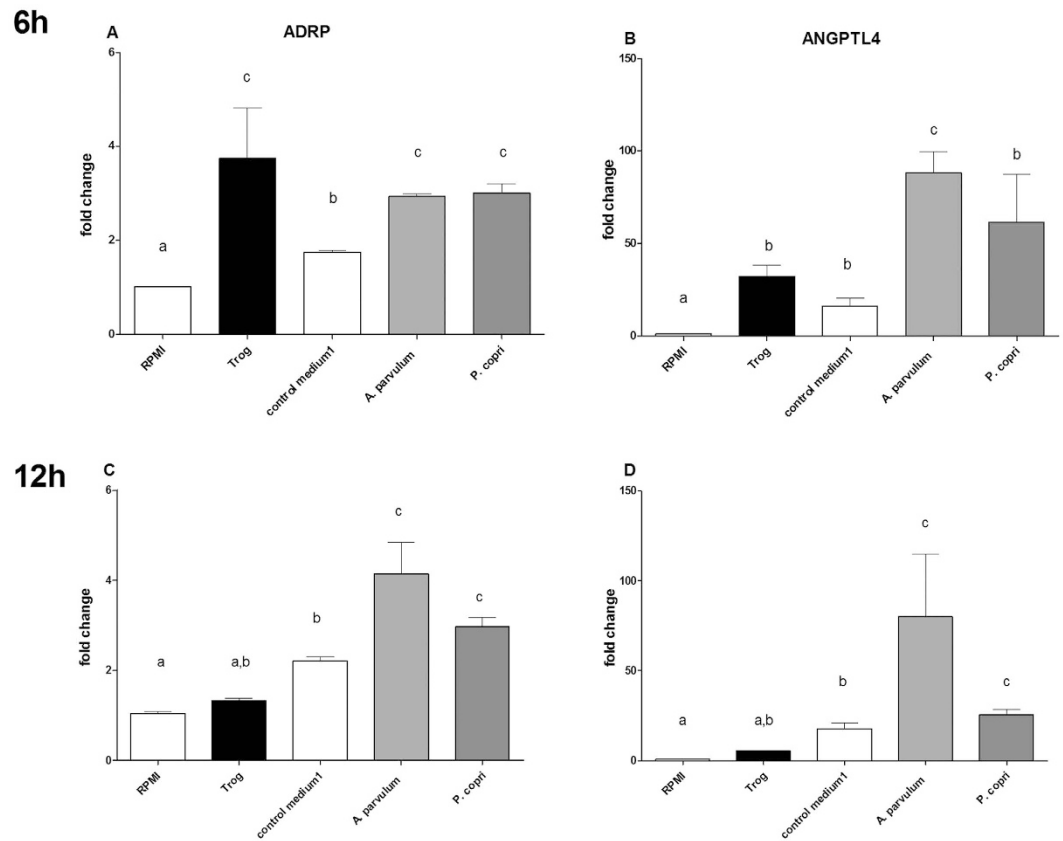 6h
A
ADRP
6
4
2
0
fold change
a
c
b
c
c
RPMI
Trog
control medium1
A. parvulum
P. copri
B
ANGPTL4
150
100
50
0
fold change
a
b
b
c
b
RPMI
Trog
control medium1
A. parvulum
P. copri
12h
C
6
4
2
0
fold change
a
a,b
b
c
c
RPMI
Trog
control medium1
A. parvulum
P. copri
D
150
100
50
0
fold change
a
a,b
b
c
c
RPMI
Trog
control medium1
A. parvulum
P. copri